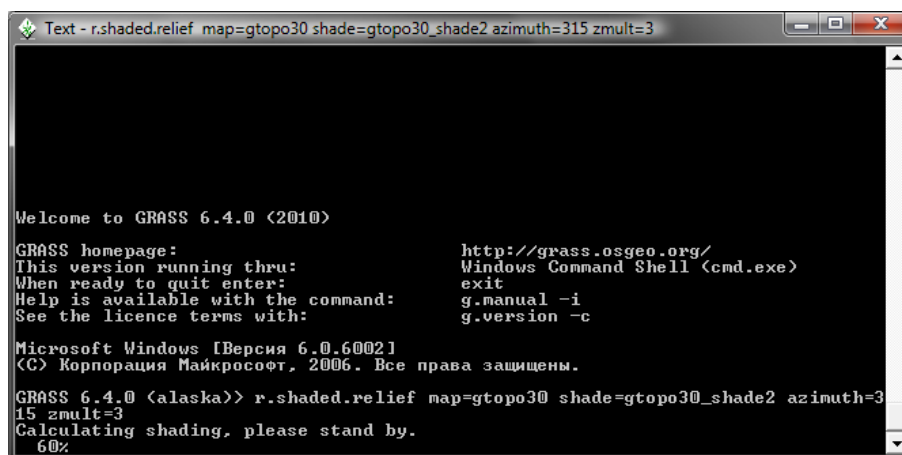 Text - r.shaded.relief map=gtopo30 shade=gtopo30_shade2 azimuth=315 zmult=3
Welcome to GRASS 6.4.0 (2010)
GRASS homepage: http://grass.osgeo.org/
This version running thru: Windows Command Shell (cmd.exe)
When ready to quit enter: exit
Help is available with the command: g.manual -i
See the licence terms with: g.version -c
Microsoft Windows [Версия 6.0.6002]
(C) Корпорация Майкрософт, 2006. Все права защищены.
GRASS 6.4.0 (alaska)> r.shaded.relief map=gtopo30 shade=gtopo30_shade2 azimuth=3
15 zmult=3
Calculating shading, please stand by.
60%